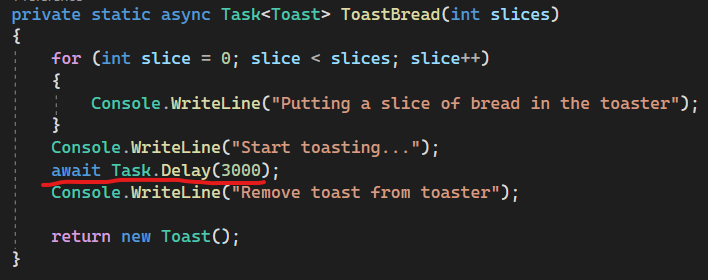 private static async Task<Toast> ToastBread(int slices)
{
for (int slice = 0; slice < slices; slice++)
{
Console.WriteLine("Putting a slice of bread in the toaster");
}
Console.WriteLine("Start toasting...");
await Task.Delay(3000);
Console.WriteLine("Remove toast from toaster");
return new Toast();
}